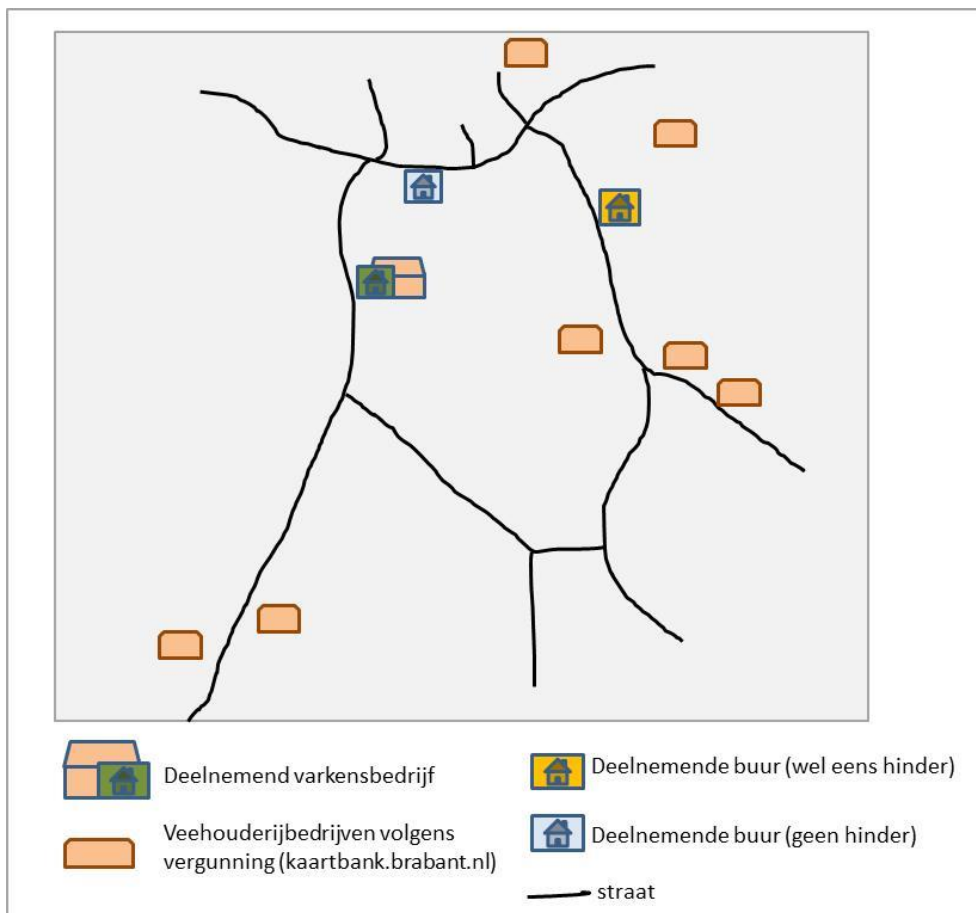 Deelnemend varkensbedrijf
Veehouderijbedrijven volgens
vergunning (kaartbank.brabant.nl)
Deelnemende buur (wel eens hinder)
Deelnemende buur (geen hinder)
straat